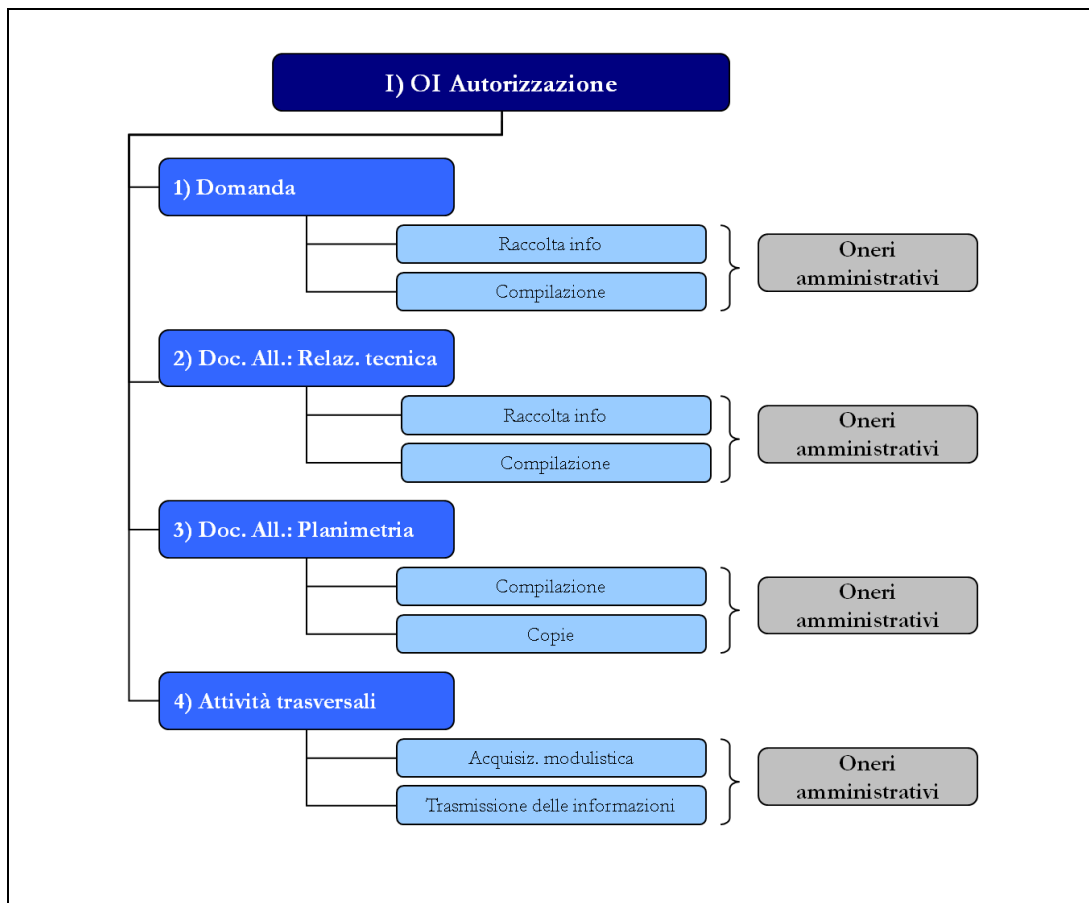 I) OI Autorizzazione
1) Domanda
Raccolta info
Compilazione
Oneri
amministrativi
2) Doc. All.: Relaz. tecnica
Raccolta info
Compilazione
Oneri
amministrativi
3) Doc. All.: Planimetria
Compilazione
Copie
Oneri
amministrativi
4) Attività trasversali
Acquisiz. modulistica
Trasmissione delle informazioni
Oneri
amministrativi